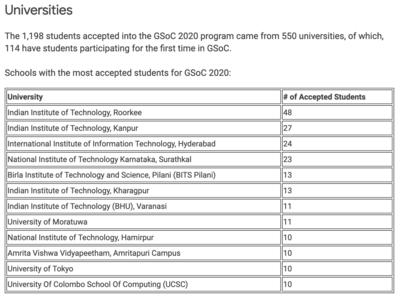 Universities
The 1,198 students accepted into the GSoC 2020 program came from 550 universities, of which,
114 have students participating for the first time in GSoC.
Schools with the most accepted students for GSoC 2020:
University # of Accepted Students
Indian Institute of Technology, Roorkee 48
Indian Institute of Technology, Kanpur 27
International Institute of Information Technology, Hyderabad 24
National Institute of Technology Karnataka, Surathkal 23
Birla Institute of Technology and Science, Pilani (BITS Pilani) 13
Indian Institute of Technology, Kharagpur 13
Indian Institute of Technology (BHU), Varanasi 11
University of Moratuwa 11
National Institute of Technology, Hamirpur 10
Amrita Vishwa Vidyapeetham, Amritapuri Campus 10
University of Tokyo 10
University Of Colombo School Of Computing (UCSC) 10